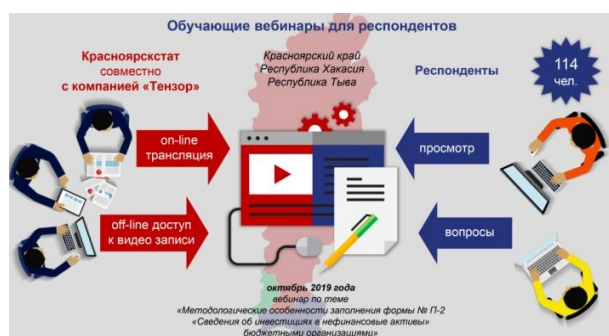 Обучающие вебинары для респондентов
Красноярскстат
совместно
с компанией «Тензор»
Красноярский край
Республика Хакасия
Республика Тыва
Респонденты
114
чел.
on-line
трансляция
просмотр
off-line доступ
к видео записи
вопросы
октябрь 2019 года
вебинар по теме
«Методологические особенности заполнения формы № П-2
«Сведения об инвестициях в нефинансовые активы»
бюджетными организациями»